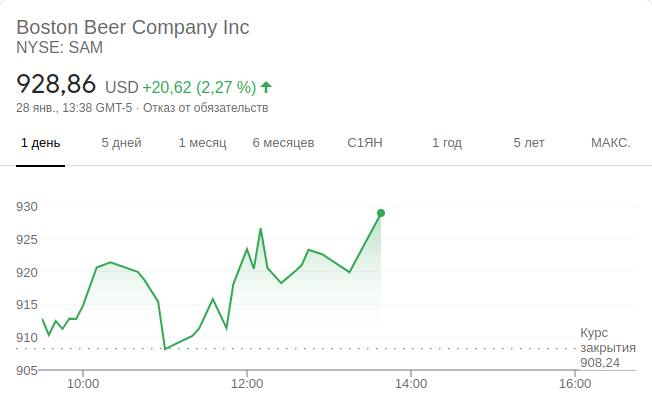 Boston Beer Company Inc
NYSE: SAM
928,86 USD +20,62 (2,27 %)
28 янв., 13:38 GMT-5 · Отказ от обязательств
1 день 5 дней 1 месяц 6 месяцев С1ЯН 1 год 5 лет МАКС.
930
925
920
915
910
905
Курс
закрытия
908,24
10:00 12:00 14:00 16:00